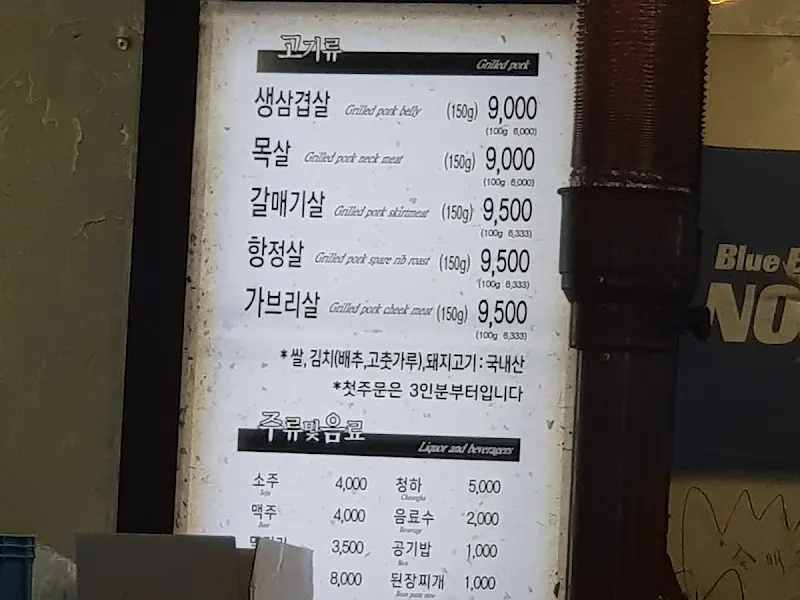 고기류
Grilled pork
생삼겹살 Grilled pork belly (150g) 9,000
(100g 6,000)
목살 Grilled pork neck meat (150g) 9,000
(100g 6,000)
갈매기살 Grilled pork skirtmeat (150g) 9,500
(100g 6,333)
항정살 Grilled pork spare rib roast (150g) 9,500
(100g 6,333)
가브리살 Grilled pork cheek meat (150g) 9,500
(100g 6,333)
*쌀, 김치(배추,고춧가루),돼지고기 : 국내산
*첫주문은 3인분부터입니다
주류및음료
Liquor and beveragers
소주 4,000 청하 5,000
맥주 4,000 음료수 2,000
Beer Beverage
3,500 공기밥 1,000
Rice
8,000 된장찌개 1,000
Blue
NO